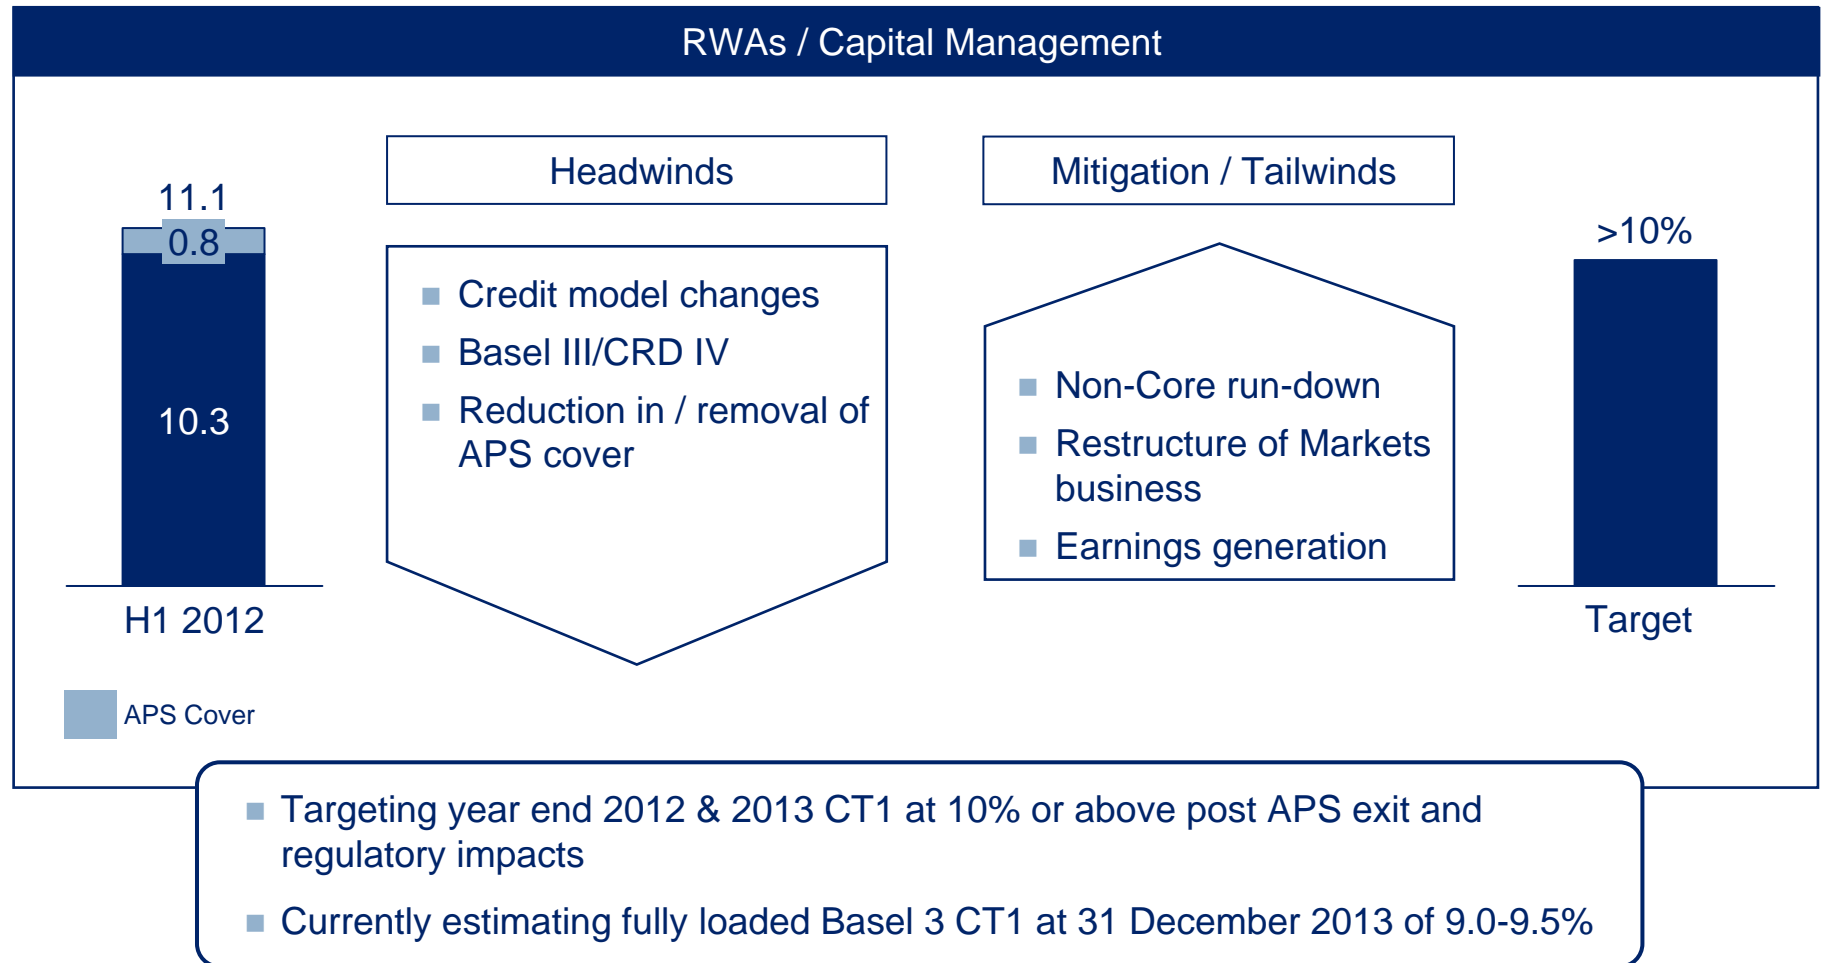 RWAs / Capital Management
11.1
0.8
10.3
H1 2012
APS Cover
Headwinds
■ Credit model changes
■ Basel III/CRD IV
■ Reduction in / removal of
APS cover
Mitigation / Tailwinds
■ Non-Core run-down
■ Restructure of Markets
business
■ Earnings generation
>10%
Target
■ Targeting year end 2012 & 2013 CT1 at 10% or above post APS exit and
regulatory impacts
■ Currently estimating fully loaded Basel 3 CT1 at 31 December 2013 of 9.0-9.5%